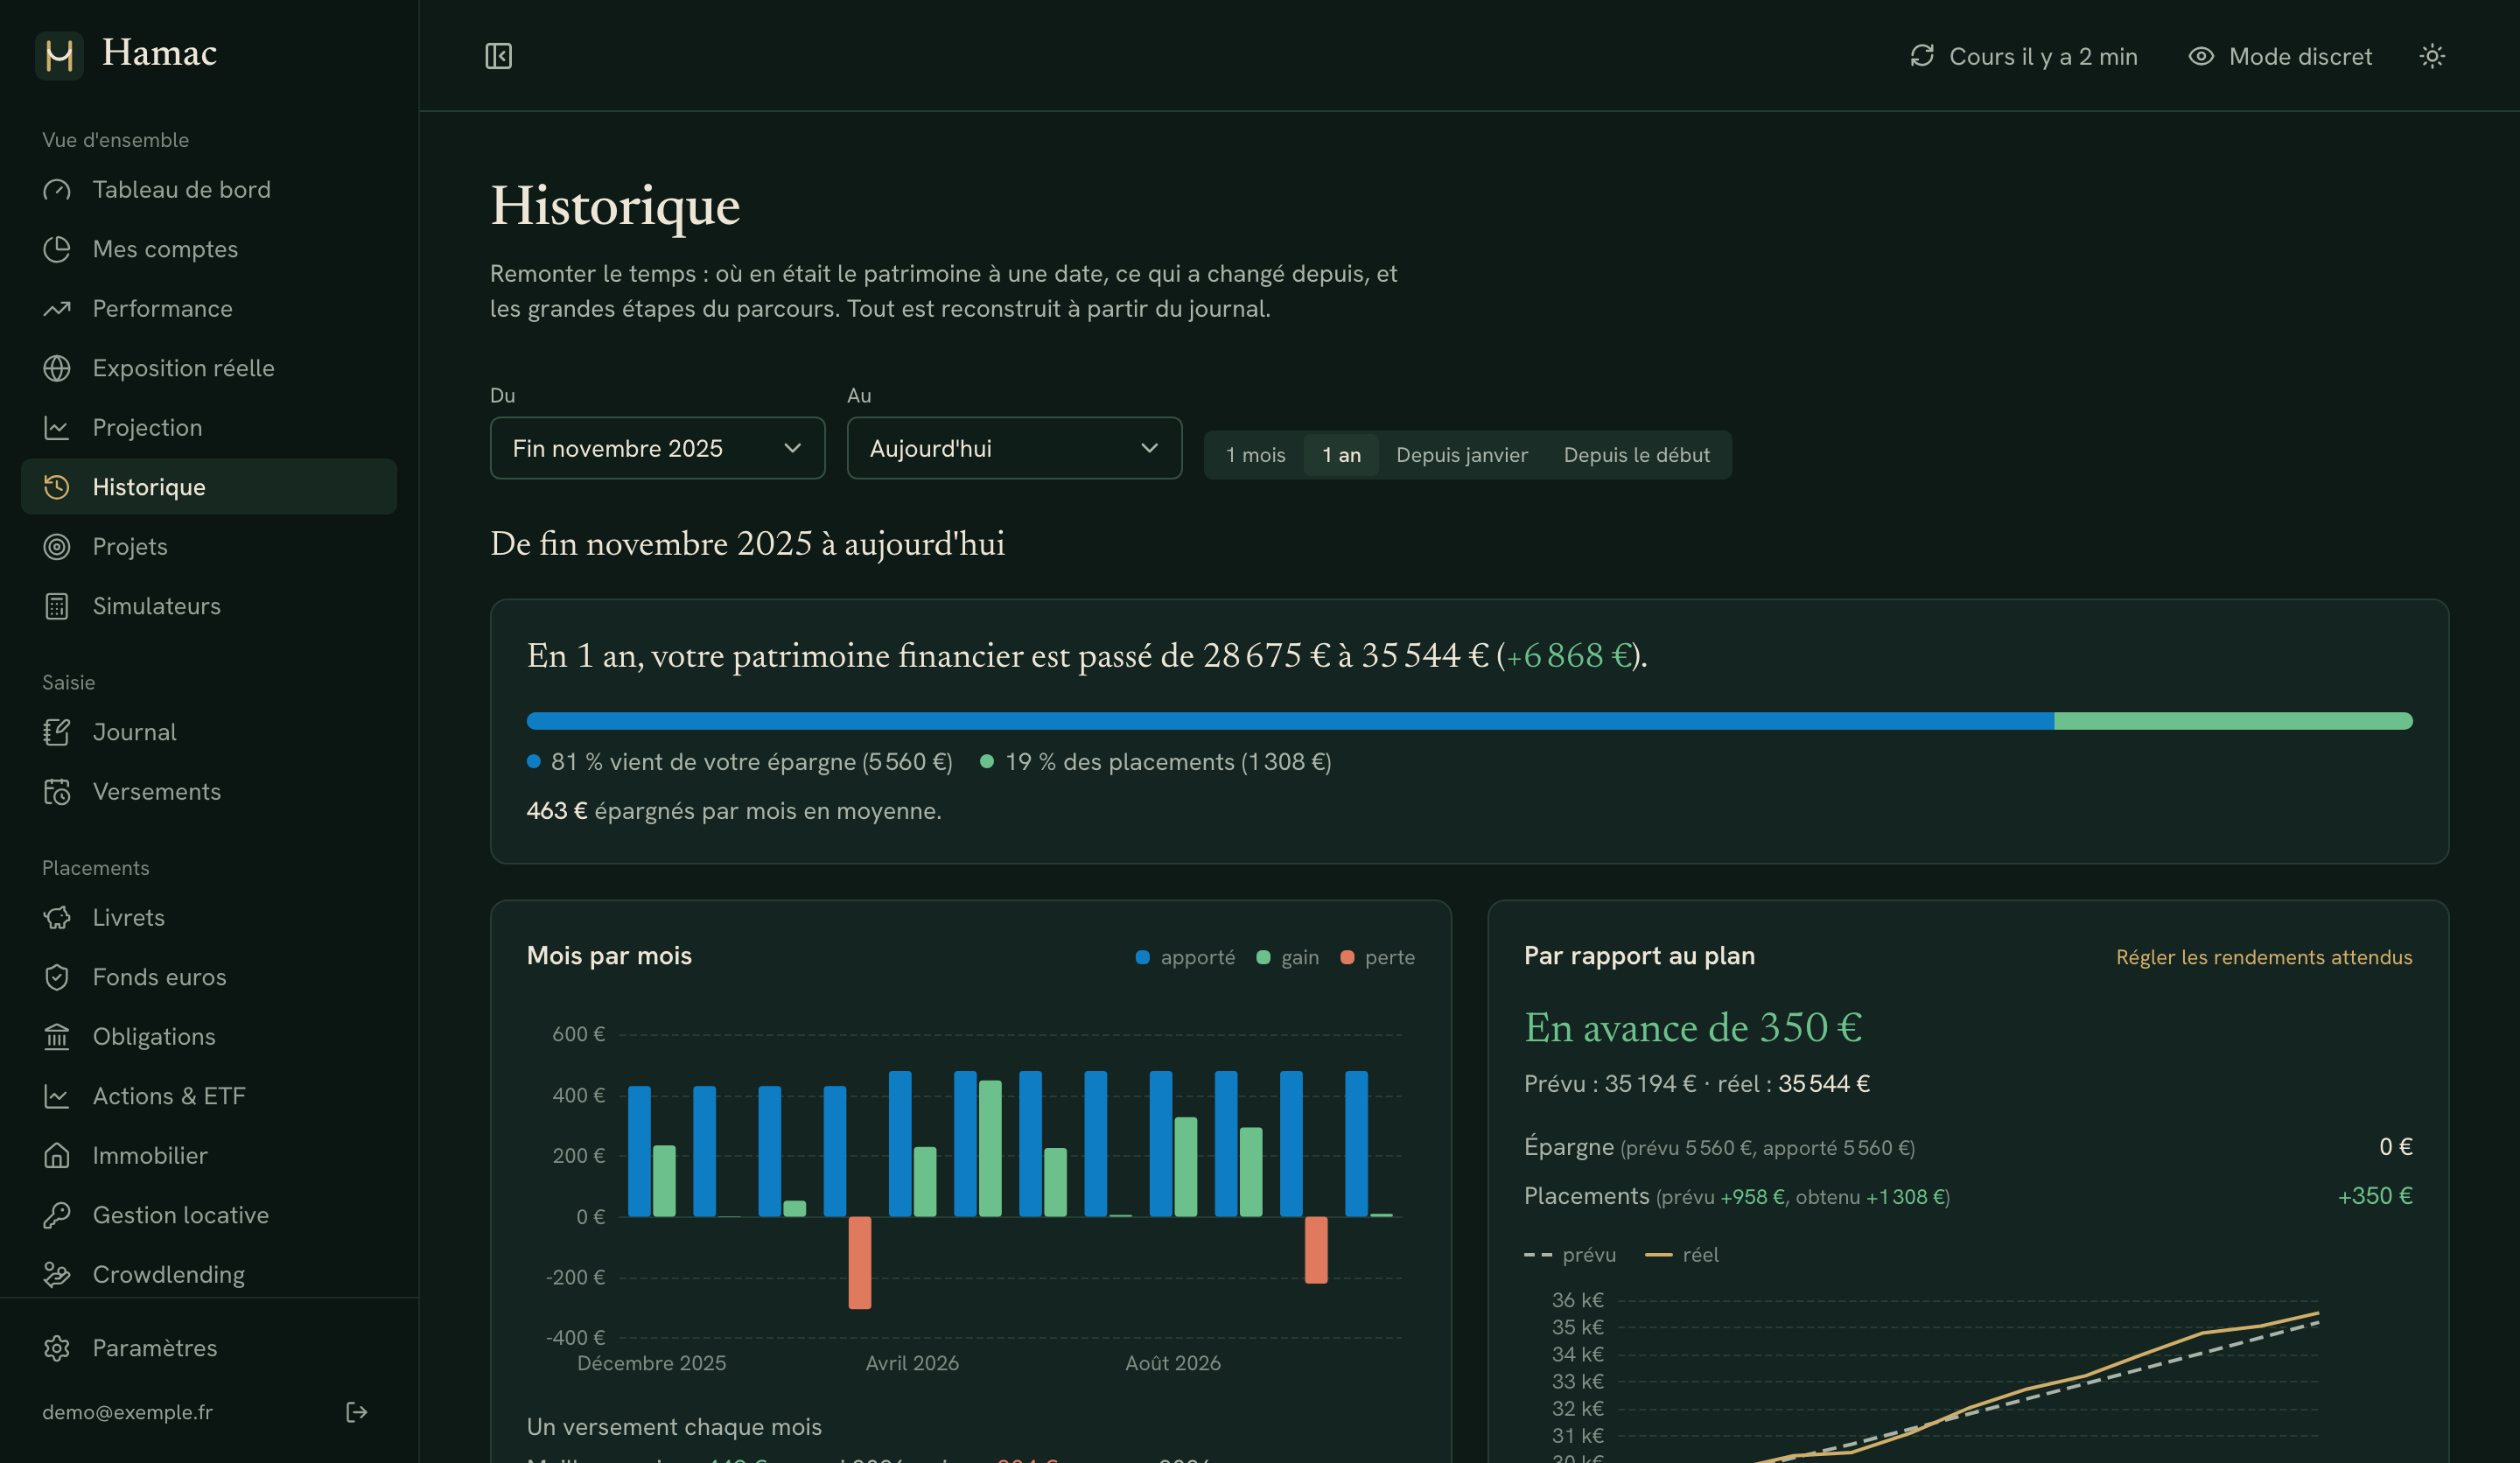 Hamac
Vue d'ensemble
Tableau de bord
Mes comptes
Performance
Exposition réelle
Projection
Historique
Projets
Simulateurs
Saisie
Journal
Versements
Placements
Livrets
Fonds euros
Obligations
Actions & ETF
Immobilier
Gestion locative
Crowdlending
Paramètres
demo@exemple.fr
Cours il y a 2 min
Mode discret
Historique
Remonter le temps : où en était le patrimoine à une date, ce qui a changé depuis, et
les grandes étapes du parcours. Tout est reconstruit à partir du journal.
Du
Fin novembre 2025
Au
Aujourd'hui
1 mois
1 an
Depuis janvier
Depuis le début
De fin novembre 2025 à aujourd'hui
En 1 an, votre patrimoine financier est passé de 28 675 € à 35 544 € (+6 868 €).
81 % vient de votre épargne (5 560 €)
19 % des placements (1 308 €)
463 € épargnés par mois en moyenne.
Mois par mois
apporté
gain
perte
600 €
400 €
200 €
0 €
-200 €
-400 €
Décembre 2025
Avril 2026
Août 2026
Un versement chaque mois
Par rapport au plan
Régler les rendements attendus
En avance de 350 €
Prévu : 35 194 € · réel : 35 544 €
Épargne (prévu 5 560 €, apporté 5 560 €)
0 €
Placements (prévu +958 €, obtenu +1 308 €)
+350 €
prévu
réel
36 k€
35 k€
34 k€
33 k€
32 k€
31 k€